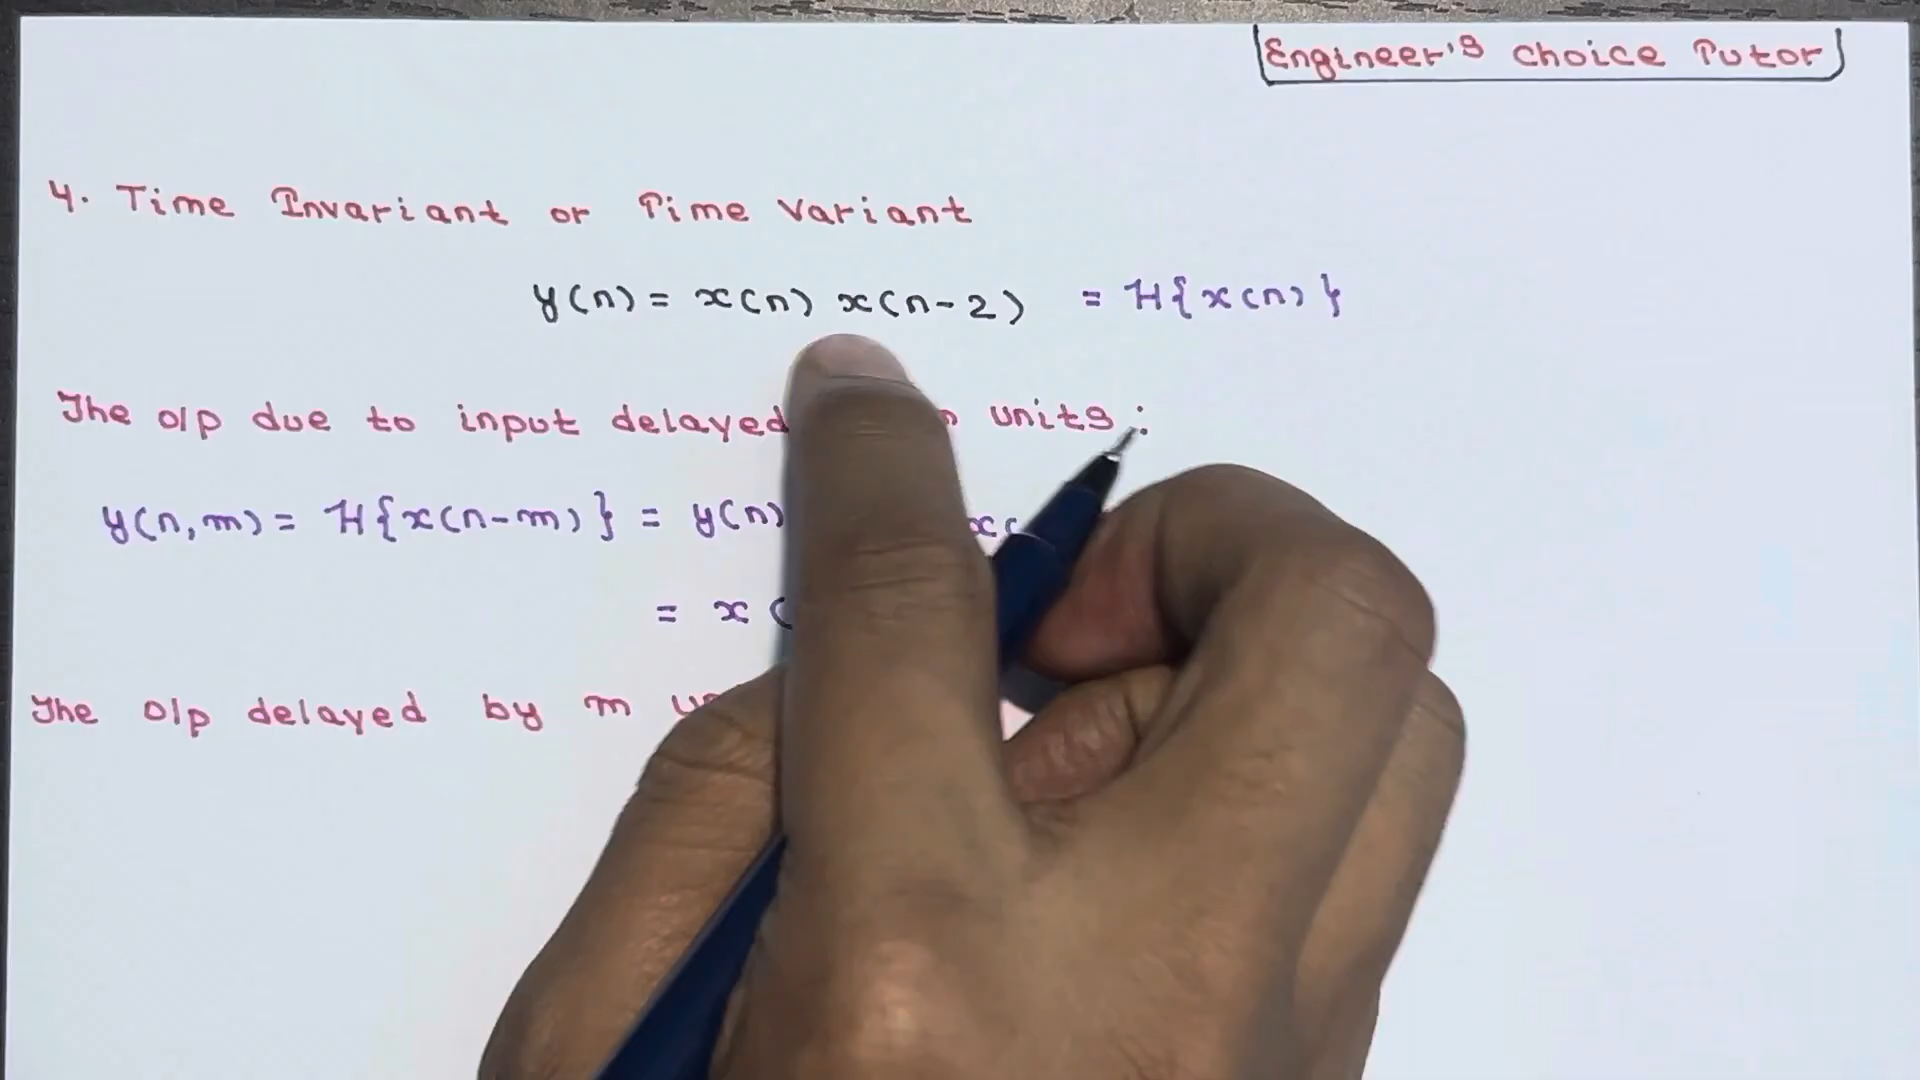 Engineer's Choice Tutor
4. Time Invariant or Time Variant
y(n) = x(n) x(n-2) = H{x(n)}
The o/p due to input delayed units :
y(n,m) = H{x(n-m)} = y(n) x(
= x (
The o/p delayed by m